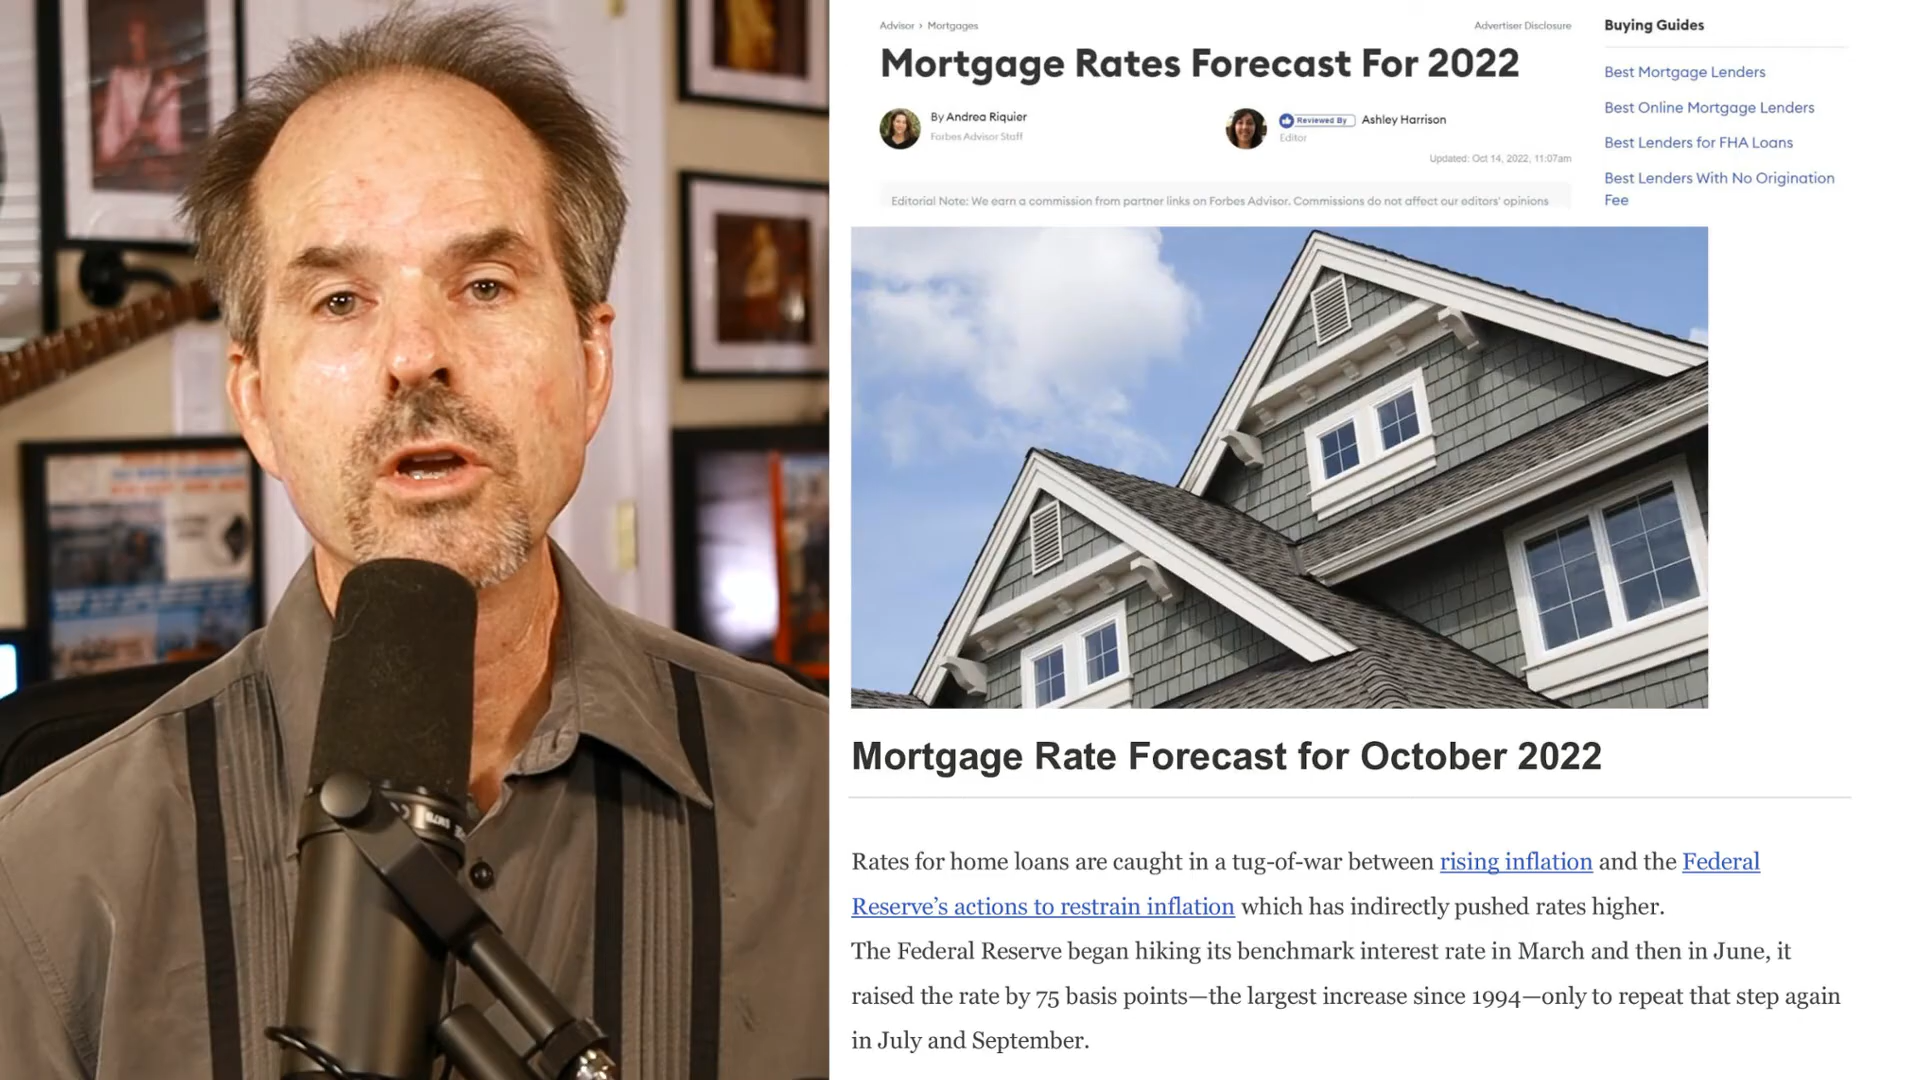 Advisor › Mortgages
Advertiser Disclosure
Mortgage Rates Forecast For 2022
By Andrea Riquier
Forbes Advisor Staff
Reviewed By Ashley Harrison
Editor
Updated: Oct 14, 2022, 11:07am
Editorial Note: We earn a commission from partner links on Forbes Advisor. Commissions do not affect our editors' opinions
Buying Guides
Best Mortgage Lenders
Best Online Mortgage Lenders
Best Lenders for FHA Loans
Best Lenders With No Origination
Fee
Mortgage Rate Forecast for October 2022
Rates for home loans are caught in a tug-of-war between rising inflation and the Federal
Reserve’s actions to restrain inflation which has indirectly pushed rates higher.
The Federal Reserve began hiking its benchmark interest rate in March and then in June, it
raised the rate by 75 basis points—the largest increase since 1994—only to repeat that step again
in July and September.